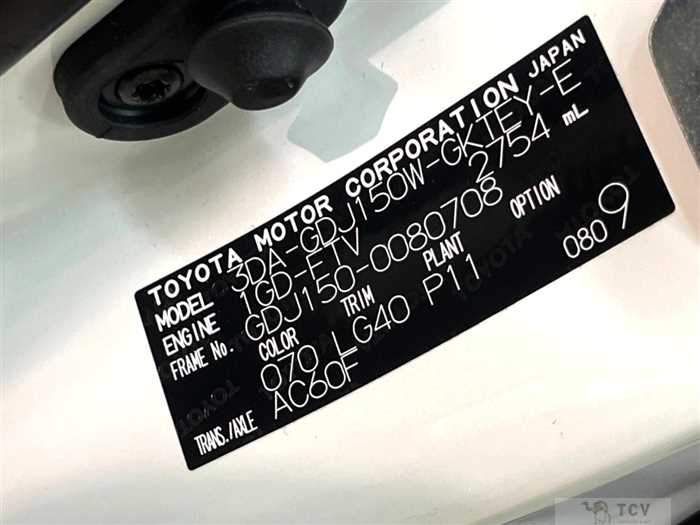 TOYOTA MOTOR CORPORATION JAPAN
MODEL 3DA-GDJ150W-GKTEY-E
ENGINE 1GD-FTV 2754 mL
FRAME No. GDJ150-0080708
COLOR TRIM PLANT OPTION
070 LG40 P11 080 9
TRANS./AXLE AC60F
TCV